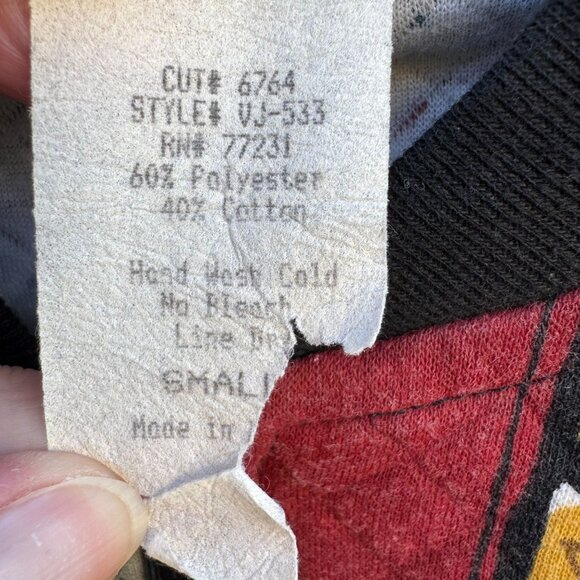 CUT# 6764
STYLE# VJ-533
RN# 77231
60% Polyester
40% Cotton
Hand Wash Cold
No Bleach
Line
SMALL
Made in